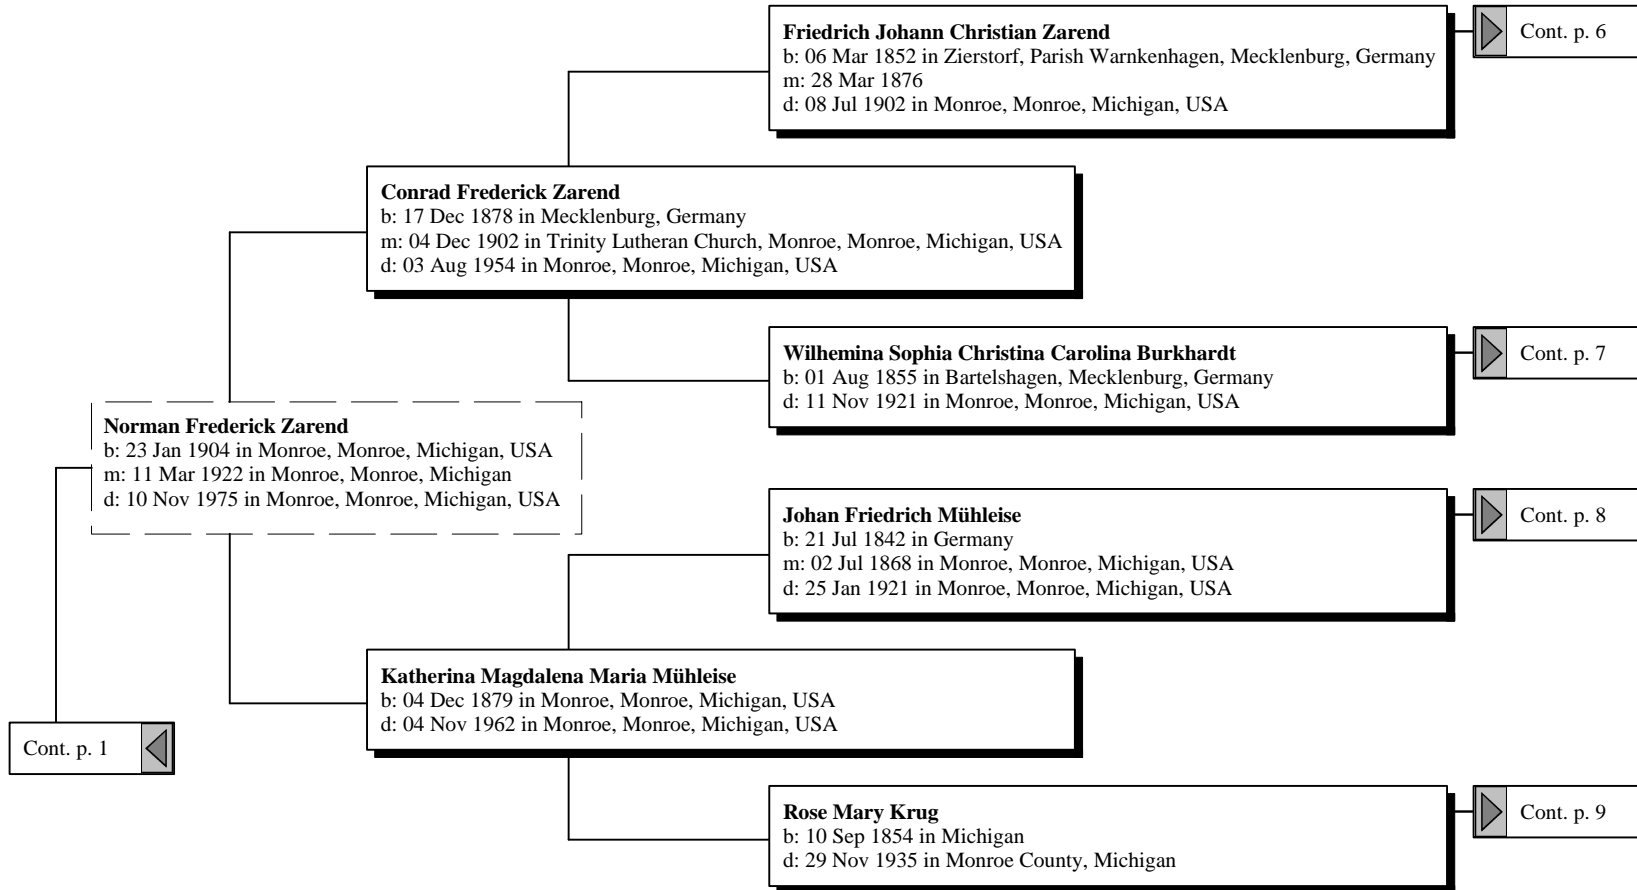 Friedrich Johann Christian Zarend
b: 06 Mar 1852 in Zierstorf, Parish Warnkenhagen, Mecklenburg, Germany
m: 28 Mar 1876
d: 08 Jul 1902 in Monroe, Monroe, Michigan, USA
Cont. p. 6
Conrad Frederick Zarend
b: 17 Dec 1878 in Mecklenburg, Germany
m: 04 Dec 1902 in Trinity Lutheran Church, Monroe, Monroe, Michigan, USA
d: 03 Aug 1954 in Monroe, Monroe, Michigan, USA
Wilhemina Sophia Christina Carolina Burkhardt
b: 01 Aug 1855 in Bartelshagen, Mecklenburg, Germany
d: 11 Nov 1921 in Monroe, Monroe, Michigan, USA
Cont. p. 7
Norman Frederick Zarend
b: 23 Jan 1904 in Monroe, Monroe, Michigan, USA
m: 11 Mar 1922 in Monroe, Monroe, Michigan
d: 10 Nov 1975 in Monroe, Monroe, Michigan, USA
Johan Friedrich Mühleise
b: 21 Jul 1842 in Germany
m: 02 Jul 1868 in Monroe, Monroe, Michigan, USA
d: 25 Jan 1921 in Monroe, Monroe, Michigan, USA
Cont. p. 8
Katherina Magdalena Maria Mühleise
b: 04 Dec 1879 in Monroe, Monroe, Michigan, USA
d: 04 Nov 1962 in Monroe, Monroe, Michigan, USA
Cont. p. 1
Rose Mary Krug
b: 10 Sep 1854 in Michigan
d: 29 Nov 1935 in Monroe County, Michigan
Cont. p. 9